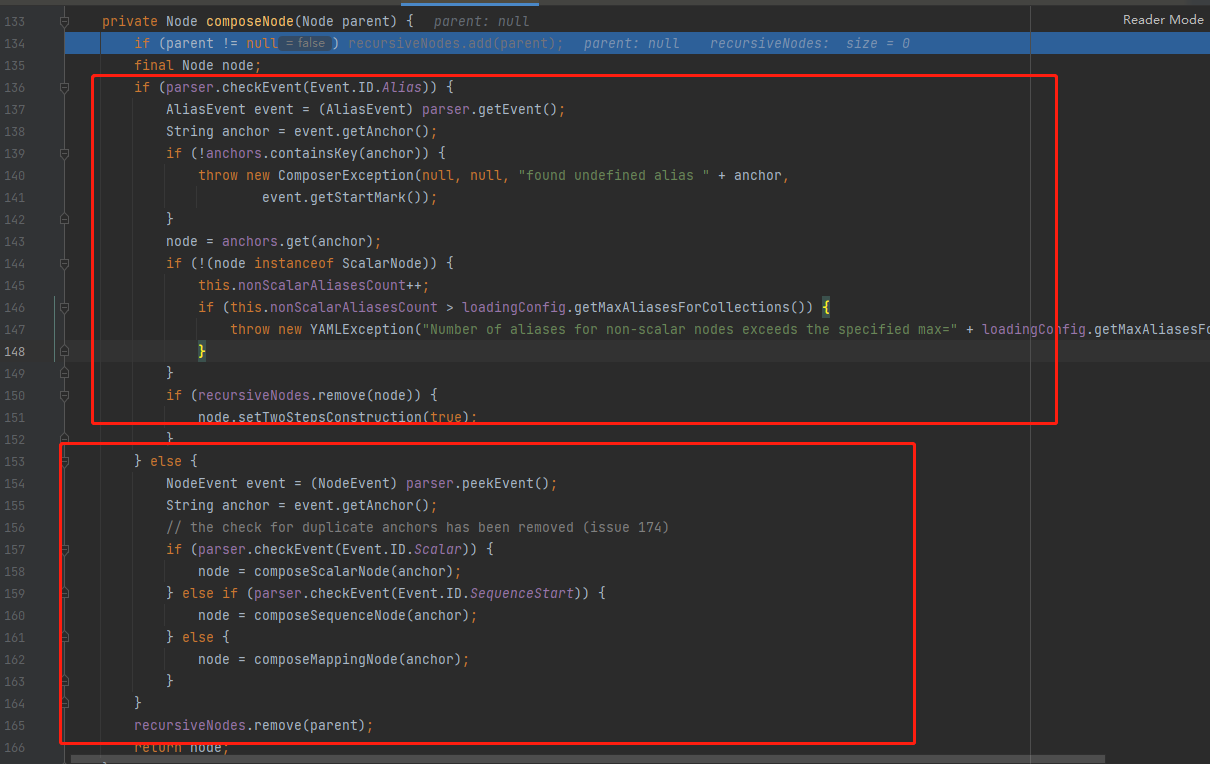 Reader Mode
133 private Node composeNode(Node parent) { parent: null
134 if (parent != null = false ) recursiveNodes.add(parent); parent: null recursiveNodes: size = 0
135 final Node node;
136 if (parser.checkEvent(Event.ID.Alias)) {
137 AliasEvent event = (AliasEvent) parser.getEvent();
138 String anchor = event.getAnchor();
139 if (!anchors.containsKey(anchor)) {
140 throw new ComposerException(null, null, "found undefined alias " + anchor,
141 event.getStartMark());
142 }
143 node = anchors.get(anchor);
144 if (!(node instanceof ScalarNode)) {
145 this.nonScalarAliasesCount++;
146 if (this.nonScalarAliasesCount > loadingConfig.getMaxAliasesForCollections()) {
147 throw new YAMLException("Number of aliases for non-scalar nodes exceeds the specified max=" + loadingConfig.getMaxAliasesFo
148 }
149 }
150 if (recursiveNodes.remove(node)) {
151 node.setTwoStepsConstruction(true);
152 }
153 } else {
154 NodeEvent event = (NodeEvent) parser.peekEvent();
155 String anchor = event.getAnchor();
156 // the check for duplicate anchors has been removed (issue 174)
157 if (parser.checkEvent(Event.ID.Scalar)) {
158 node = composeScalarNode(anchor);
159 } else if (parser.checkEvent(Event.ID.SequenceStart)) {
160 node = composeSequenceNode(anchor);
161 } else {
162 node = composeMappingNode(anchor);
163 }
164 }
165 recursiveNodes.remove(parent);
166 return node;